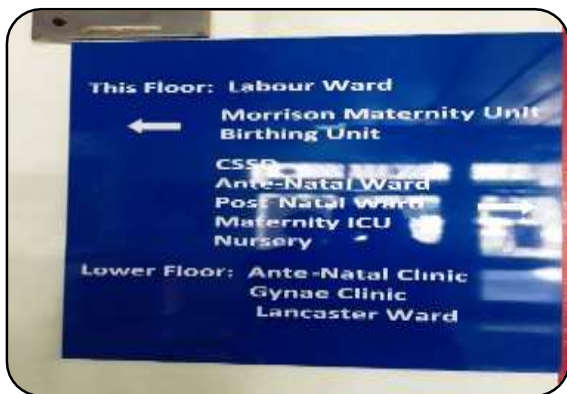 This Floor: Labour Ward
Morrison Maternity Unit
Birthing Unit
CSSD
Ante-Natal Ward
Post Natal Ward
Maternity ICU
Nursery
Lower Floor: Ante-Natal Clinic
Gynae Clinic
Lancaster Ward